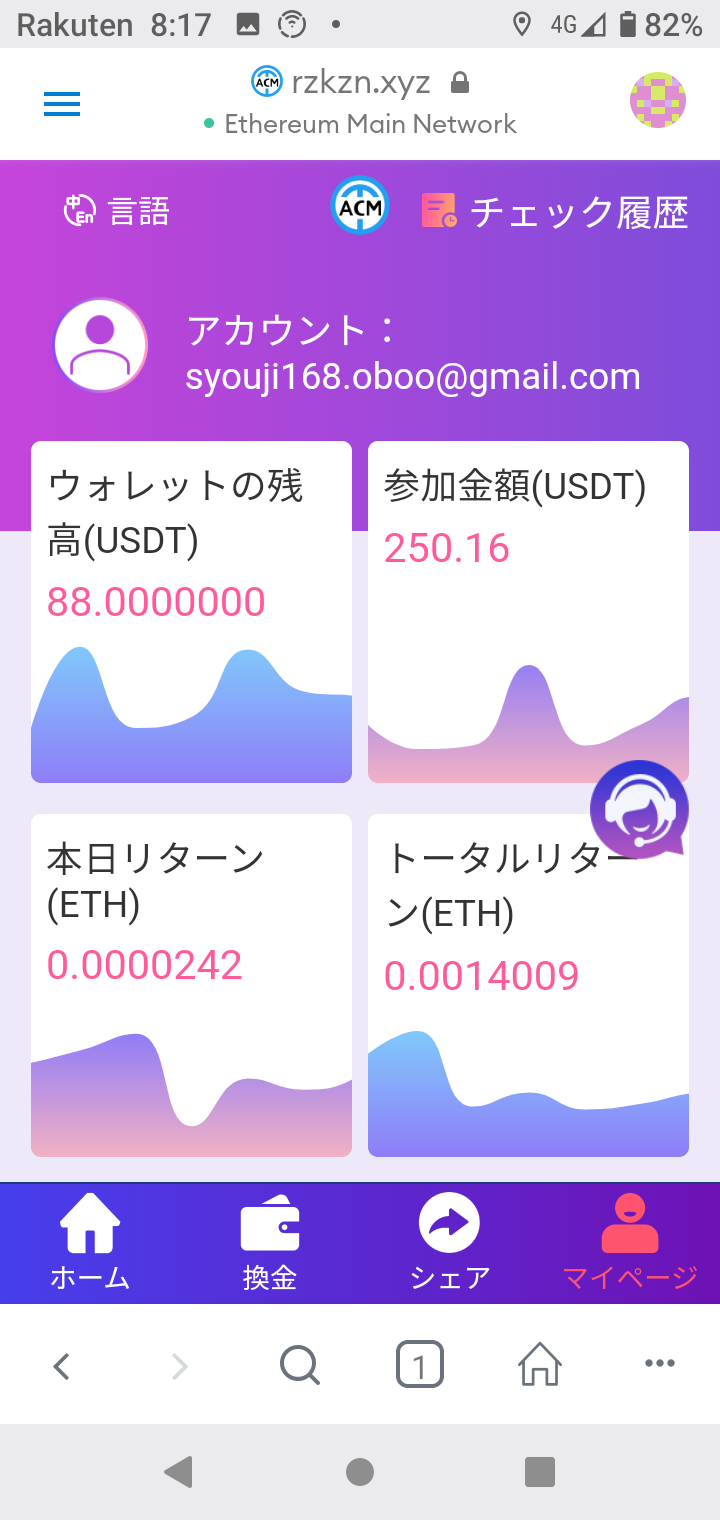 Rakuten 8:17 4G 82%
ACM rzkzn.xyz
Ethereum Main Network
中 En 言語 ACM チェック履歴
アカウント：
syouji168.oboo@gmail.com
ウォレットの残
高(USDT)
88.0000000
参加金額(USDT)
250.16
本日リターン
(ETH)
0.0000242
トータルリター
ン(ETH)
0.0014009
ホーム 換金 シェア マイページ
1